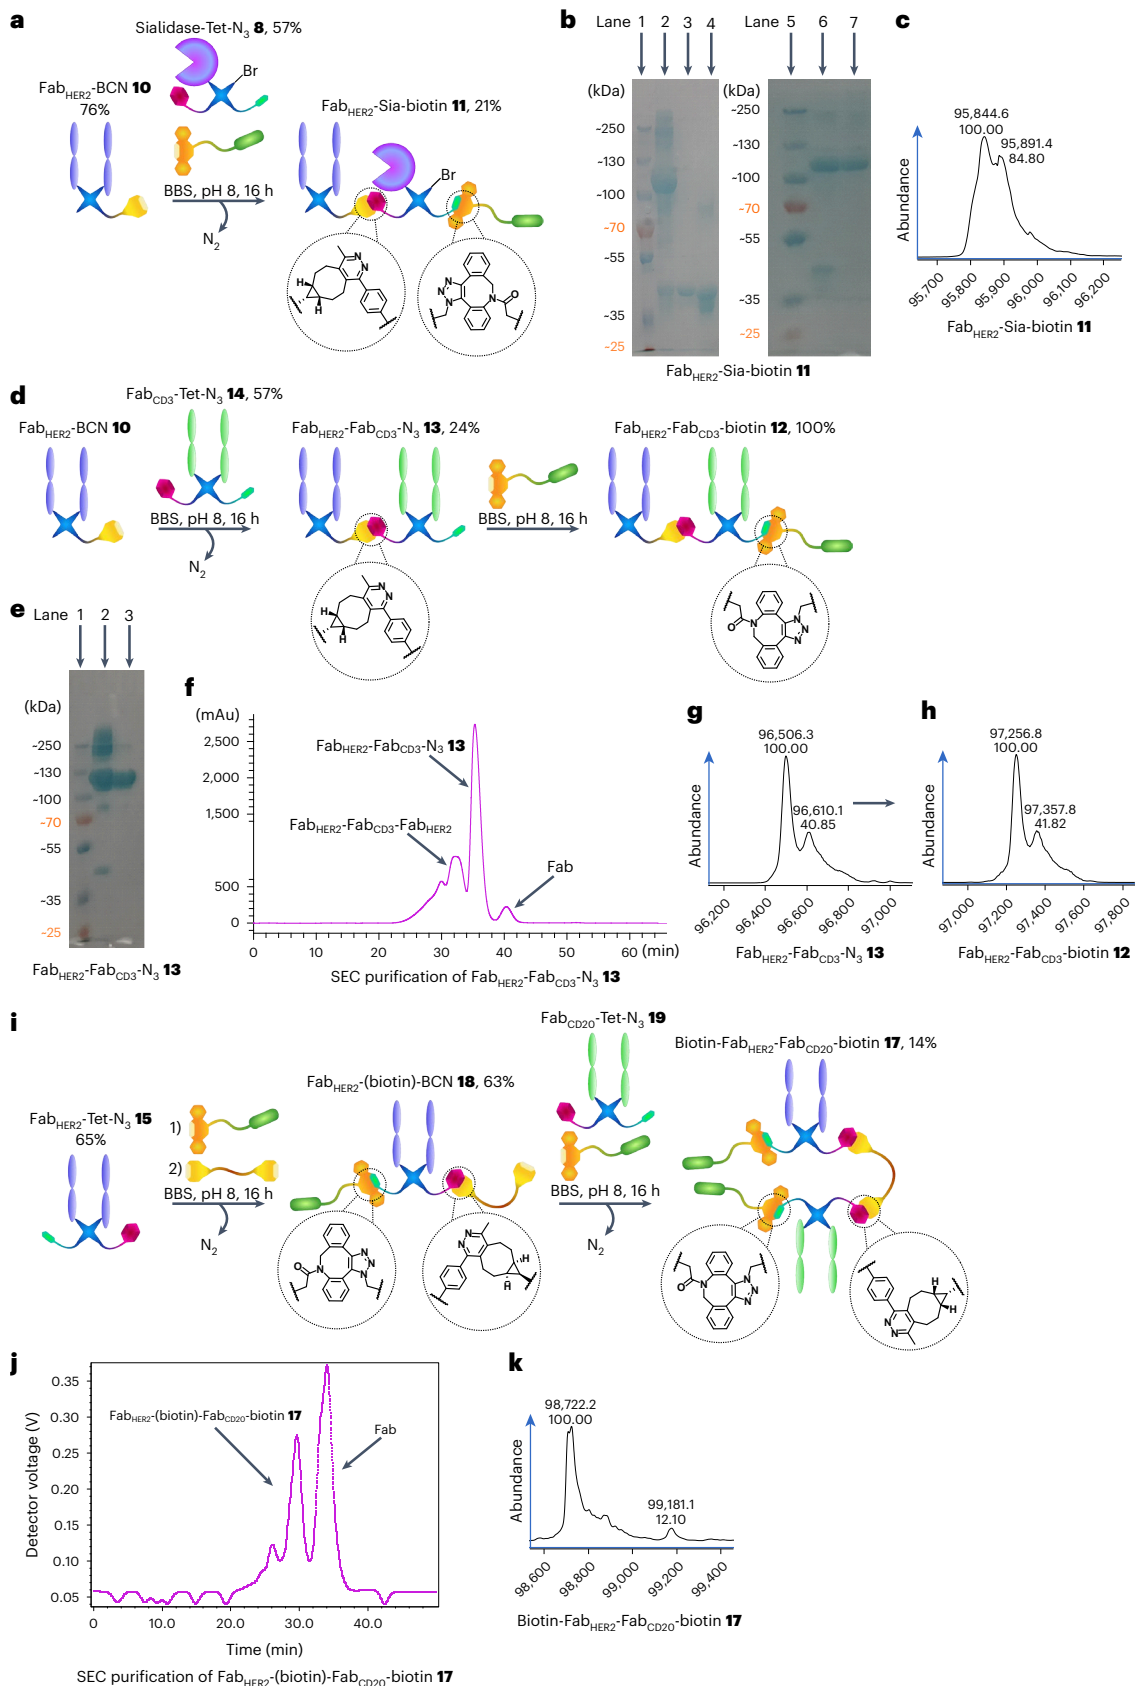 a
Sialidase-Tet-N3 8, 57%
Br
FabHER2-BCN 10
76%
FabHER2-Sia-biotin 11, 21%
Br
BBS, pH 8, 16 h
N2
N
N
H
H
N
N
N
N
O
b
Lane 1 2 3 4
Lane 5 6 7
(kDa)
-250
-130
-100
-70
-55
-35
-25
(kDa)
-250
-130
-100
-70
-55
-35
-25
FabHER2-Sia-biotin 11
c
95,844.6
100.00
95,891.4
84.80
Abundance
95,700 95,800 95,900 96,000 96,100 96,200
FabHER2-Sia-biotin 11
d
FabCD3-Tet-N3 14, 57%
FabHER2-BCN 10
FabHER2-FabCD3-N3 13, 24%
FabHER2-FabCD3-biotin 12, 100%
BBS, pH 8, 16 h
N2
BBS, pH 8, 16 h
N
N
H
H
O
N
N
N
N
e
Lane 1 2 3
(kDa)
-250
-130
-100
-70
-55
-35
-25
FabHER2-FabCD3-N3 13
f
(mAu)
2,500
2,000
1,500
500
0
FabHER2-FabCD3-N3 13
FabHER2-FabCD3-FabHER2
Fab
0 10 20 30 40 50 60 (min)
SEC purification of FabHER2-FabCD3-N3 13
g
96,506.3
100.00
96,610.1
40.85
Abundance
96,200 96,400 96,600 96,800 97,000
FabHER2-FabCD3-N3 13
h
97,256.8
100.00
97,357.8
41.82
Abundance
97,000 97,200 97,400 97,600 97,800
FabHER2-FabCD3-biotin 12
i
FabCD20-Tet-N3 19
Biotin-FabHER2-FabCD20-biotin 17, 14%
FabHER2-(biotin)-BCN 18, 63%
FabHER2-Tet-N3 15
65%
1)
2)
BBS, pH 8, 16 h
N2
BBS, pH 8, 16 h
N2
O
N
N
N
N
N
N
H
H
O
N
N
N
N
H
H
N
N
j
Detector voltage (V)
0.35
0.30
0.25
0.20
0.15
0.10
0.05
FabHER2-(biotin)-FabCD20-biotin 17
Fab
0 10.0 20.0 30.0 40.0
Time (min)
SEC purification of FabHER2-(biotin)-FabCD20-biotin 17
k
98,722.2
100.00
99,181.1
12.10
Abundance
98,600 98,800 99,000 99,200 99,400
Biotin-FabHER2-FabCD20-biotin 17